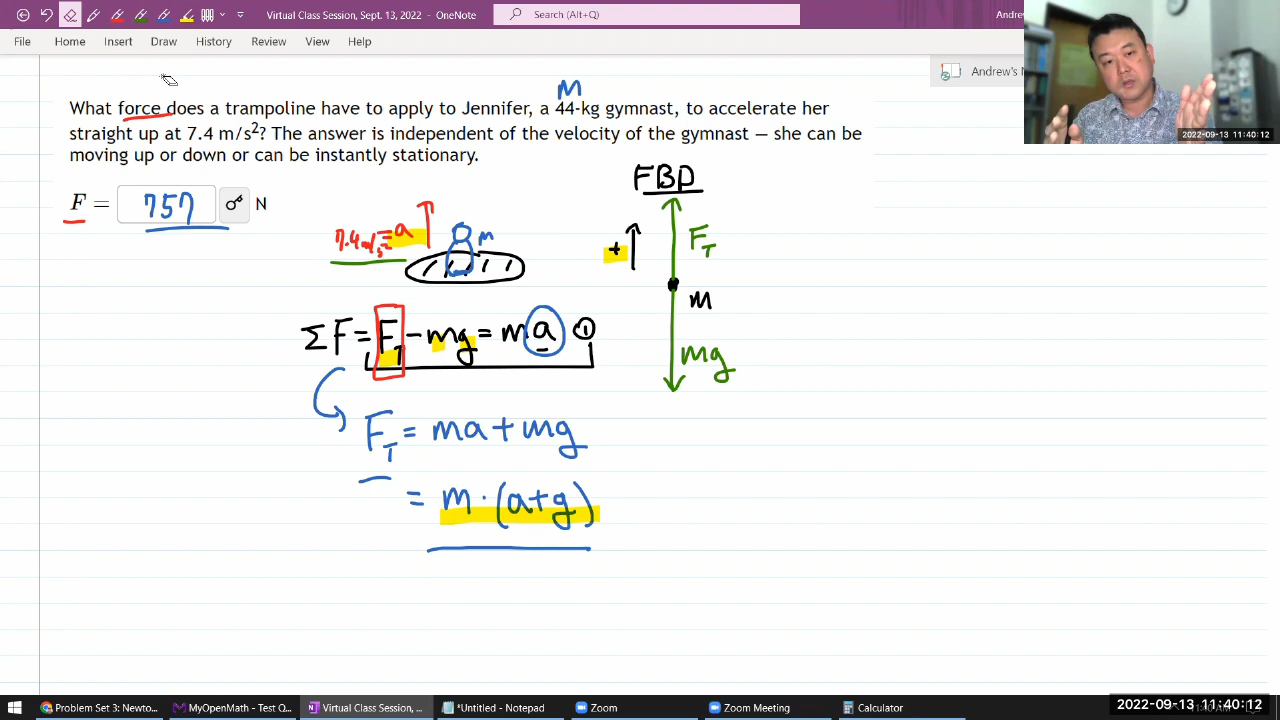 Virtual Class Session, Sept. 13, 2022 - OneNote
Search (Alt+Q)
File Home Insert Draw History Review View Help
Andrew's
2022-09-13 11:40:12
M
What force does a trampoline have to apply to Jennifer, a 44-kg gymnast, to accelerate her
straight up at 7.4 m/s²? The answer is independent of the velocity of the gymnast — she can be
moving up or down or can be instantly stationary.
F = 757 N
FBD
7.4 m/s² = a
m
+
F_T
m
mg
ΣF = F_T - mg = ma ①
F_T = ma + mg
= m · (a+g)
Problem Set 3: Newto... MyOpenMath - Test Q... Virtual Class Session,... *Untitled - Notepad Zoom Zoom Meeting Calculator
2022-09-13 11:40:12